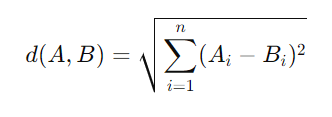 d(A, B) = √(∑_{i=1}^{n} (A_i − B_i)²)